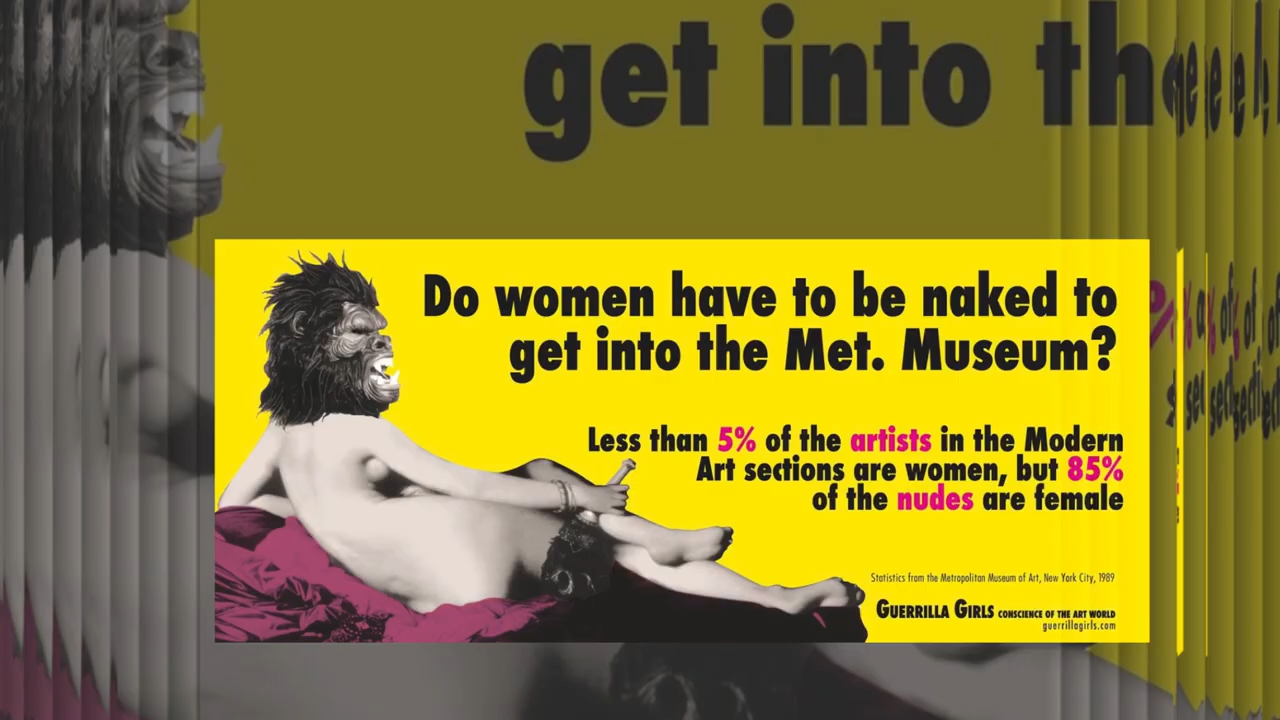 get into the
Do women have to be naked to
get into the Met. Museum?
Less than 5% of the artists in the Modern
Art sections are women, but 85%
of the nudes are female
Statistics from the Metropolitan Museum of Art, New York City, 1989
GUERRILLA GIRLS CONSCIENCE OF THE ART WORLD
guerrillagirls.com